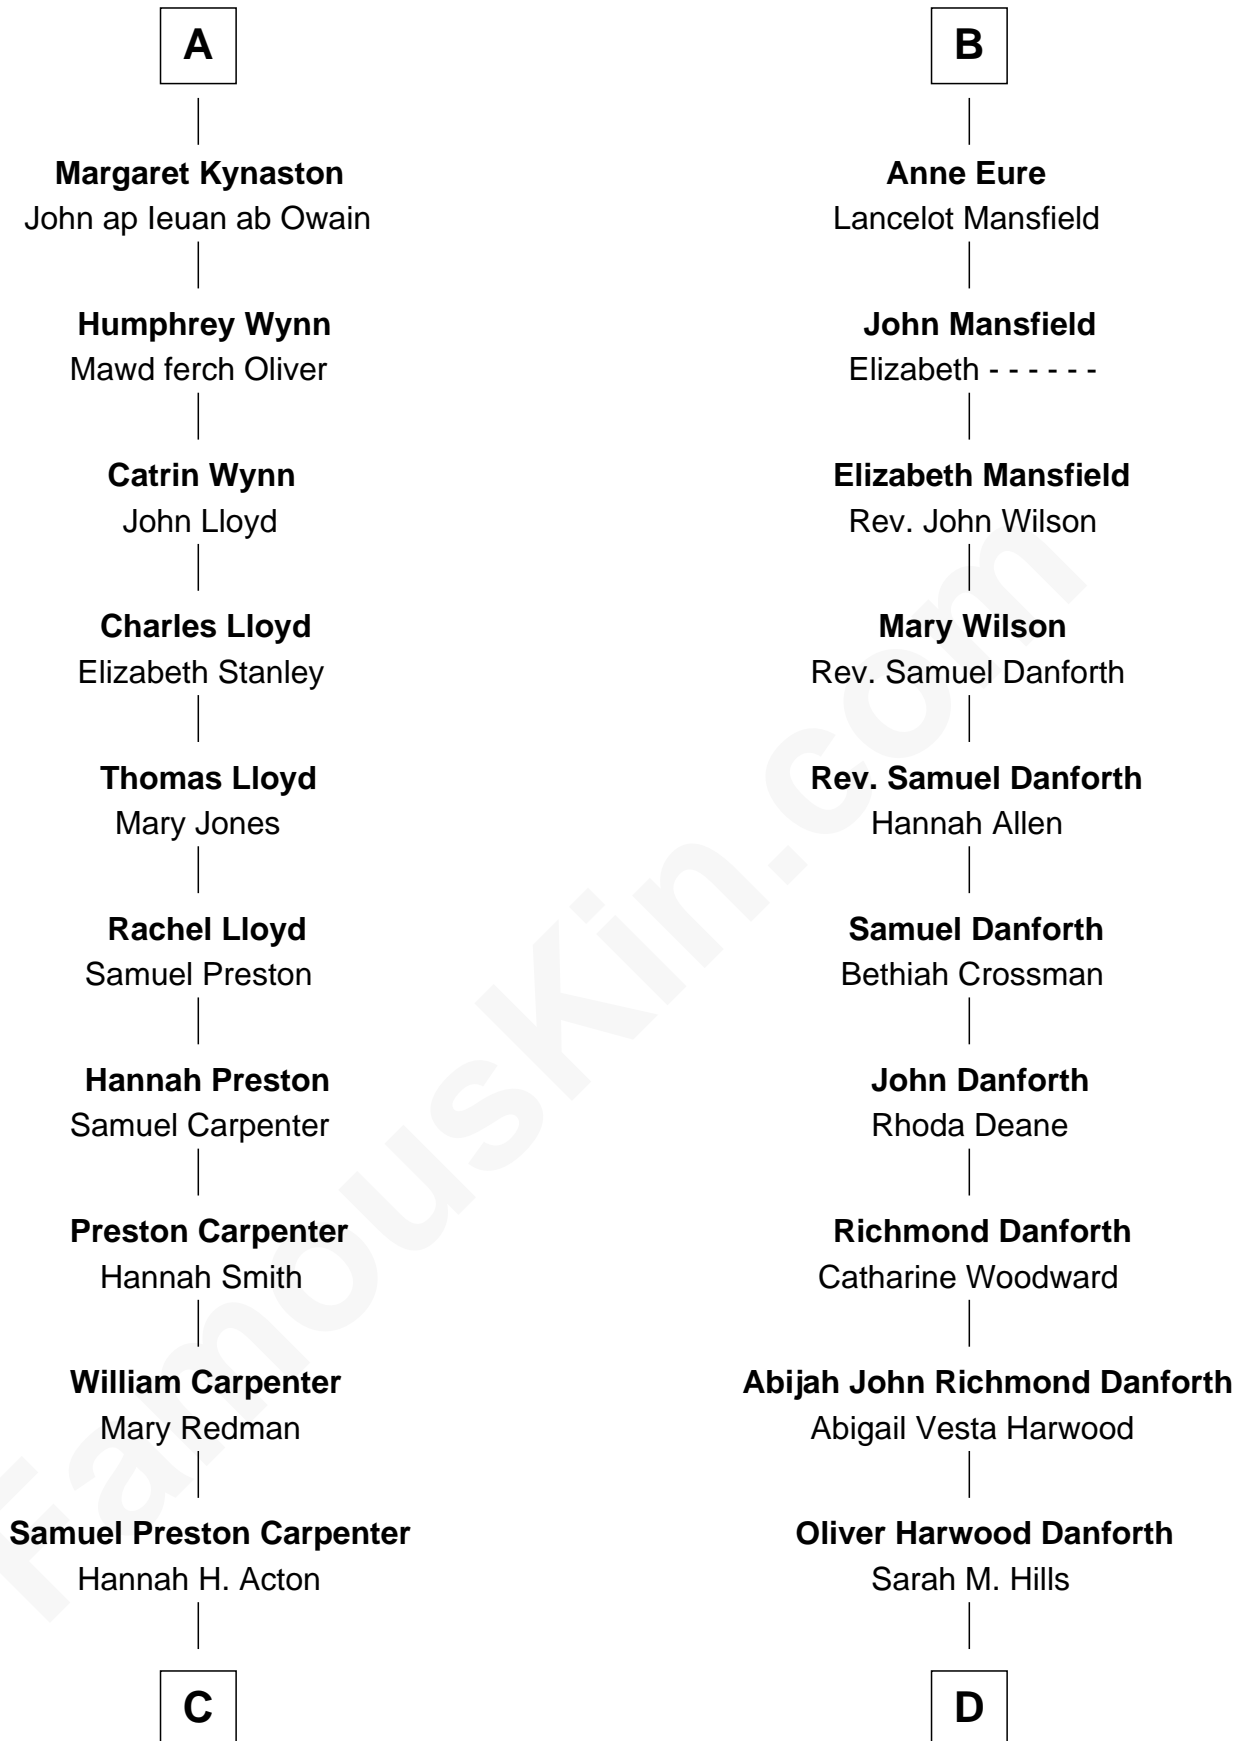 A
Margaret Kynaston
John ap Ieuan ab Owain
Humphrey Wynn
Mawd ferch Oliver
Catrin Wynn
John Lloyd
Charles Lloyd
Elizabeth Stanley
Thomas Lloyd
Mary Jones
Rachel Lloyd
Samuel Preston
Hannah Preston
Samuel Carpenter
Preston Carpenter
Hannah Smith
William Carpenter
Mary Redman
Samuel Preston Carpenter
Hannah H. Acton
C
B
Anne Eure
Lancelot Mansfield
John Mansfield
Elizabeth - - - - - -
Elizabeth Mansfield
Rev. John Wilson
Mary Wilson
Rev. Samuel Danforth
Rev. Samuel Danforth
Hannah Allen
Samuel Danforth
Bethiah Crossman
John Danforth
Rhoda Deane
Richmond Danforth
Catharine Woodward
Abijah John Richmond Danforth
Abigail Vesta Harwood
Oliver Harwood Danforth
Sarah M. Hills
D
FamousKin.com